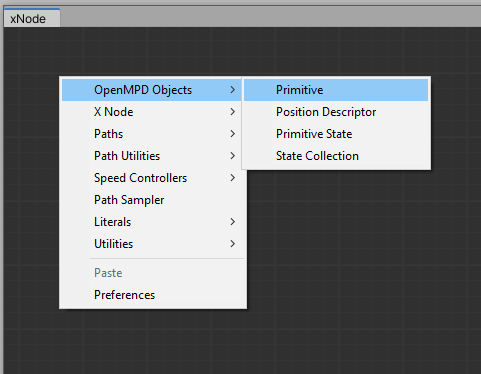 xNode
OpenMPD Objects
X Node
Paths
Path Utilities
Speed Controllers
Path Sampler
Literals
Utilities
Paste
Preferences
Primitive
Position Descriptor
Primitive State
State Collection